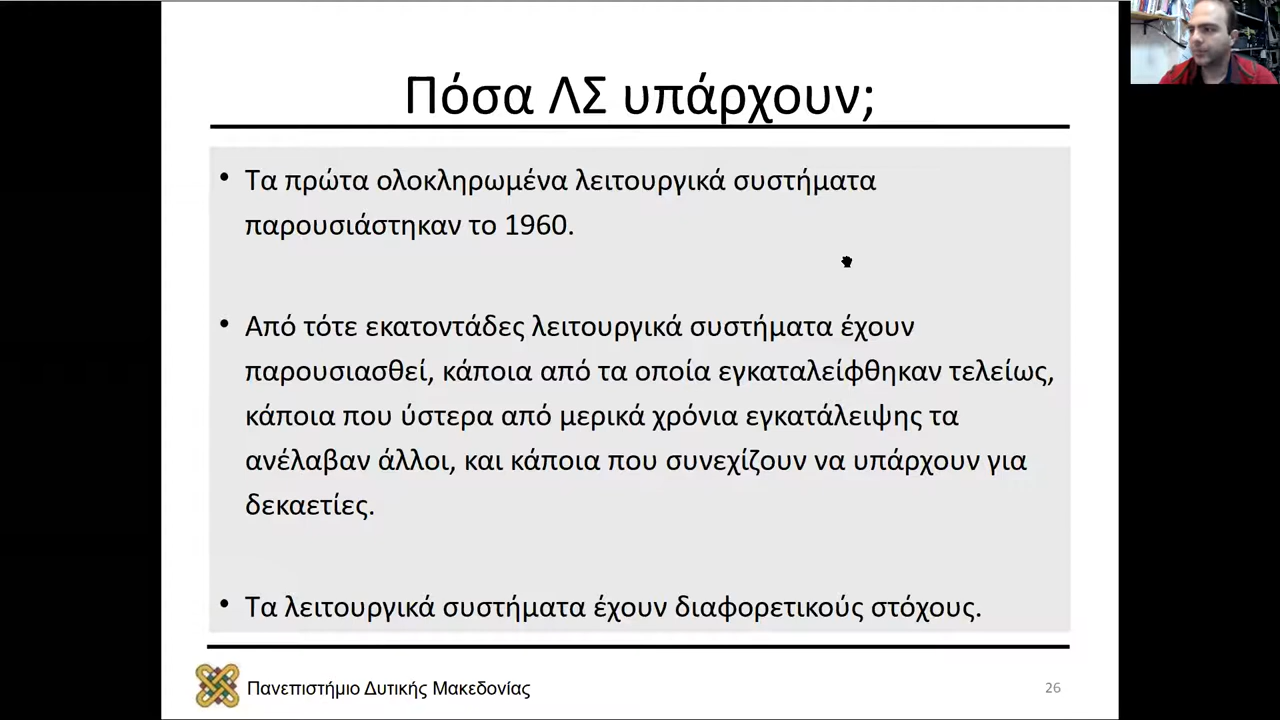 Πόσα ΛΣ υπάρχουν;
• Τα πρώτα ολοκληρωμένα λειτουργικά συστήματα
παρουσιάστηκαν το 1960.
• Από τότε εκατοντάδες λειτουργικά συστήματα έχουν
παρουσιασθεί, κάποια από τα οποία εγκαταλείφθηκαν τελείως,
κάποια που ύστερα από μερικά χρόνια εγκατάλειψης τα
ανέλαβαν άλλοι, και κάποια που συνεχίζουν να υπάρχουν για
δεκαετίες.
• Τα λειτουργικά συστήματα έχουν διαφορετικούς στόχους.
Πανεπιστήμιο Δυτικής Μακεδονίας
26